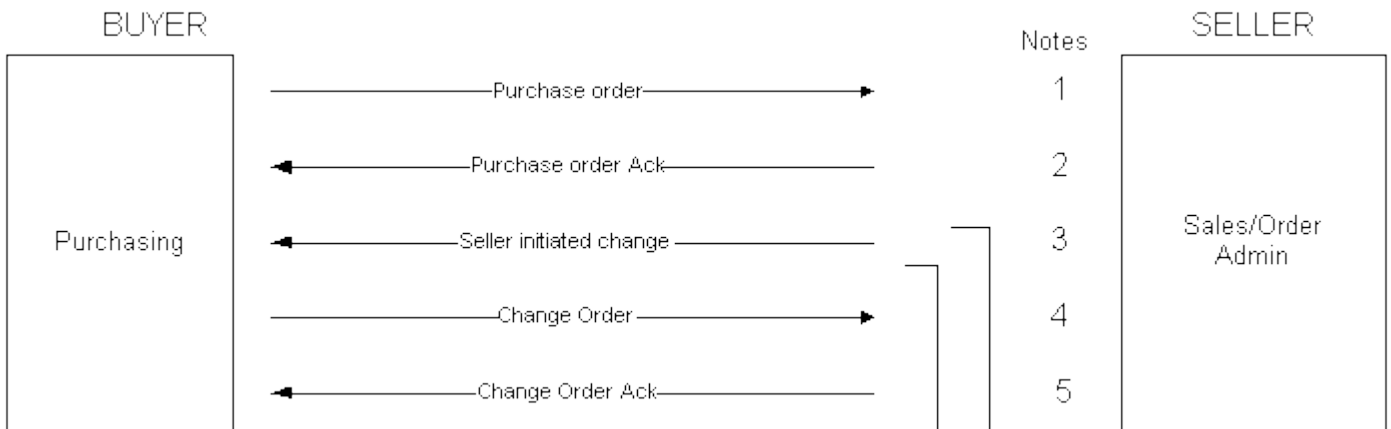 BUYER
Notes
SELLER
Purchase order
1
Purchase order Ack
2
Purchasing
Seller initiated change
3
Sales/Order
Admin
Change Order
4
Change Order Ack
5